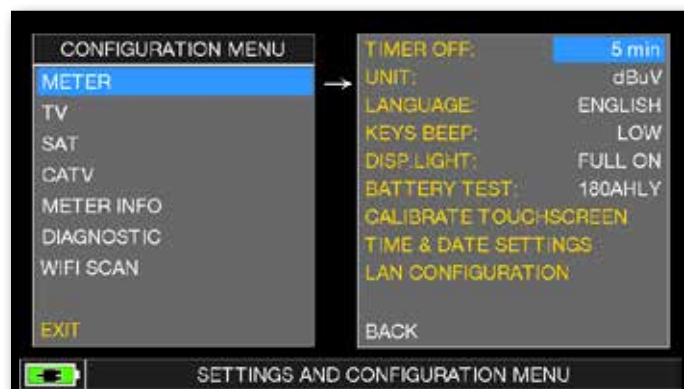 CONFIGURATION MENU
METER
TV
SAT
CATV
METER INFO
DIAGNOSTIC
WIFI SCAN
EXIT
→
TIMER OFF: 5 min
UNIT: dBuV
LANGUAGE: ENGLISH
KEYS BEEP: LOW
DISP.LIGHT: FULL ON
BATTERY TEST: 180AHLY
CALIBRATE TOUCHSCREEN
TIME & DATE SETTINGS
LAN CONFIGURATION
BACK
SETTINGS AND CONFIGURATION MENU